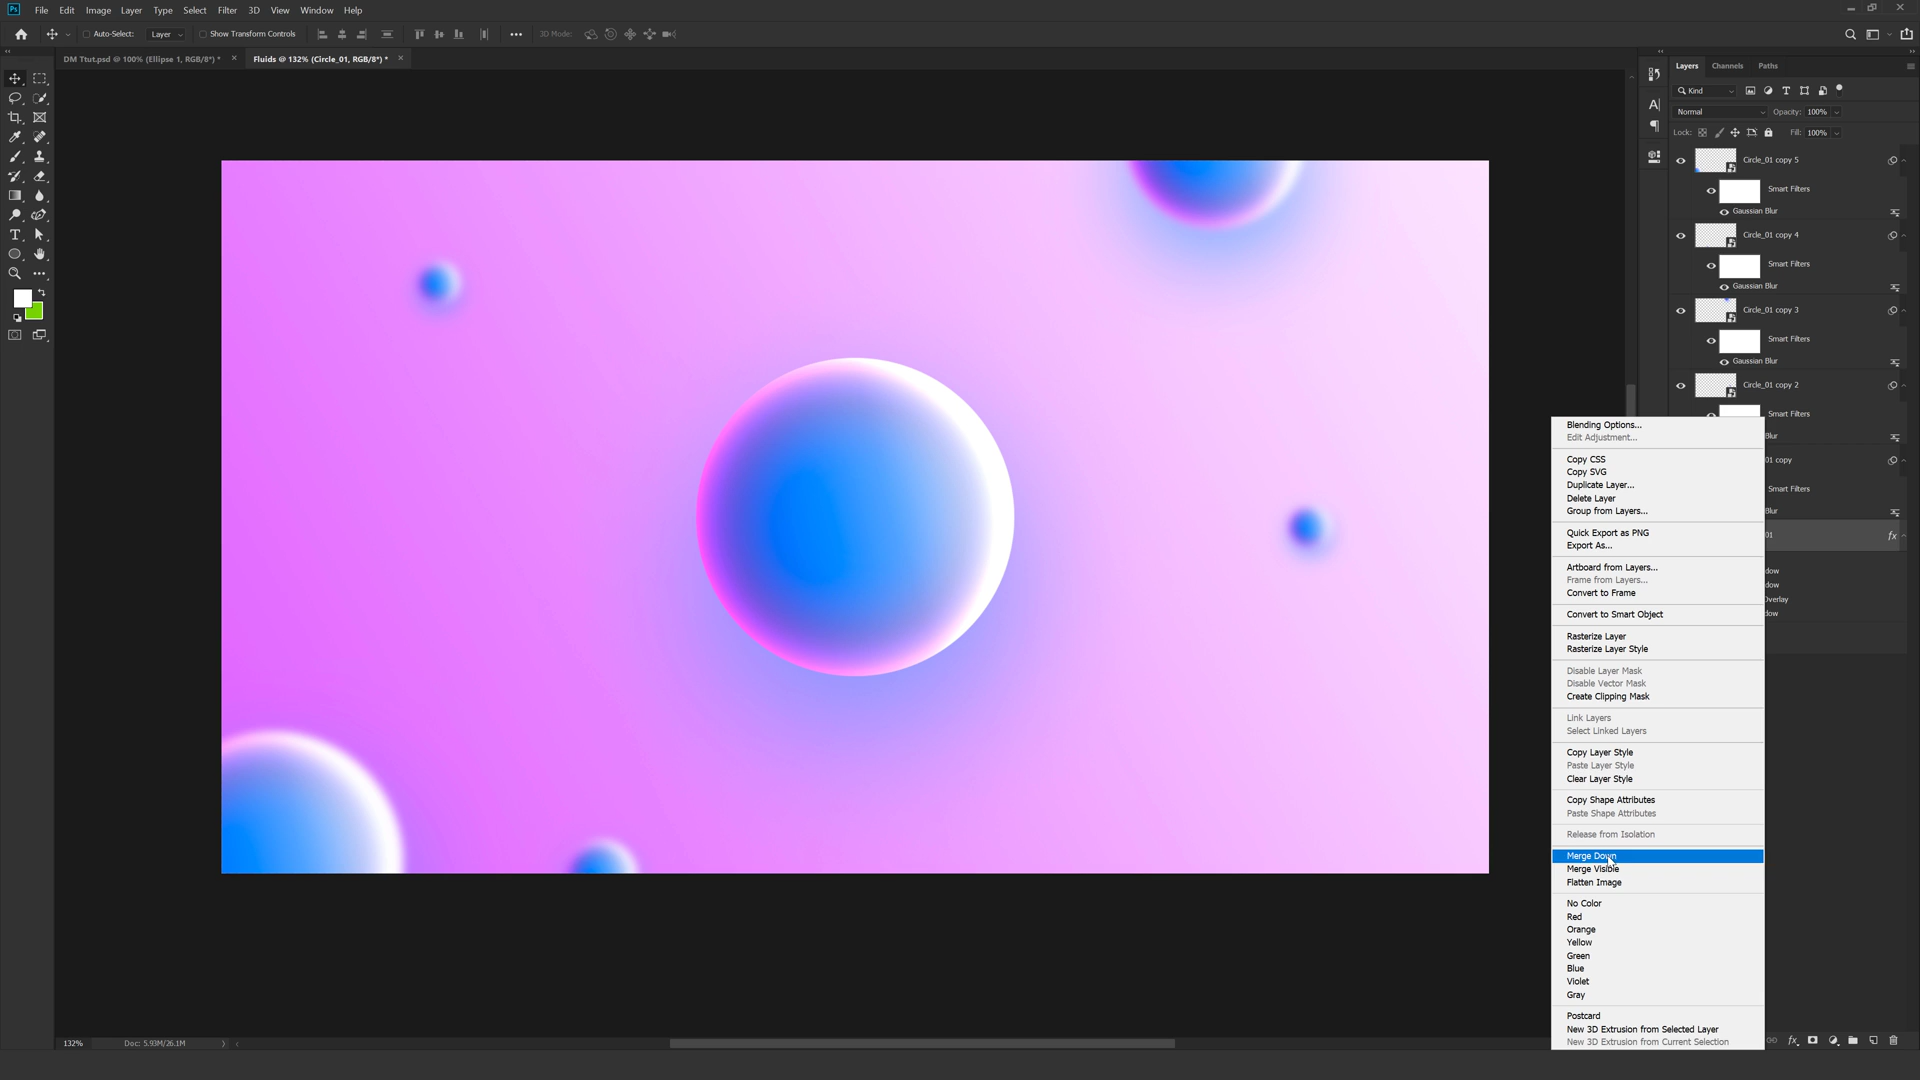 Ps File Edit Image Layer Type Select Filter 3D View Window Help
Auto-Select: Layer Show Transform Controls 3D Mode:
DM Ttut.psd @ 100% (Ellipse 1, RGB/8*) * Fluids @ 132% (Circle_01, RGB/8*) *
Layers Channels Paths
Kind
Normal Opacity: 100%
Lock: Fill: 100%
Circle_01 copy 5
Smart Filters
Gaussian Blur
Circle_01 copy 4
Smart Filters
Gaussian Blur
Circle_01 copy 3
Smart Filters
Gaussian Blur
Circle_01 copy 2
Smart Filters
Blur
01 copy
Smart Filters
Blur
01 fx
dow
dow
Overlay
dow
Blending Options...
Edit Adjustment...
Copy CSS
Copy SVG
Duplicate Layer...
Delete Layer
Group from Layers...
Quick Export as PNG
Export As...
Artboard from Layers...
Frame from Layers...
Convert to Frame
Convert to Smart Object
Rasterize Layer
Rasterize Layer Style
Disable Layer Mask
Disable Vector Mask
Create Clipping Mask
Link Layers
Select Linked Layers
Copy Layer Style
Paste Layer Style
Clear Layer Style
Copy Shape Attributes
Paste Shape Attributes
Release from Isolation
Merge Down
Merge Visible
Flatten Image
No Color
Red
Orange
Yellow
Green
Blue
Violet
Gray
Postcard
New 3D Extrusion from Selected Layer
New 3D Extrusion from Current Selection
132% Doc: 5.93M/26.1M